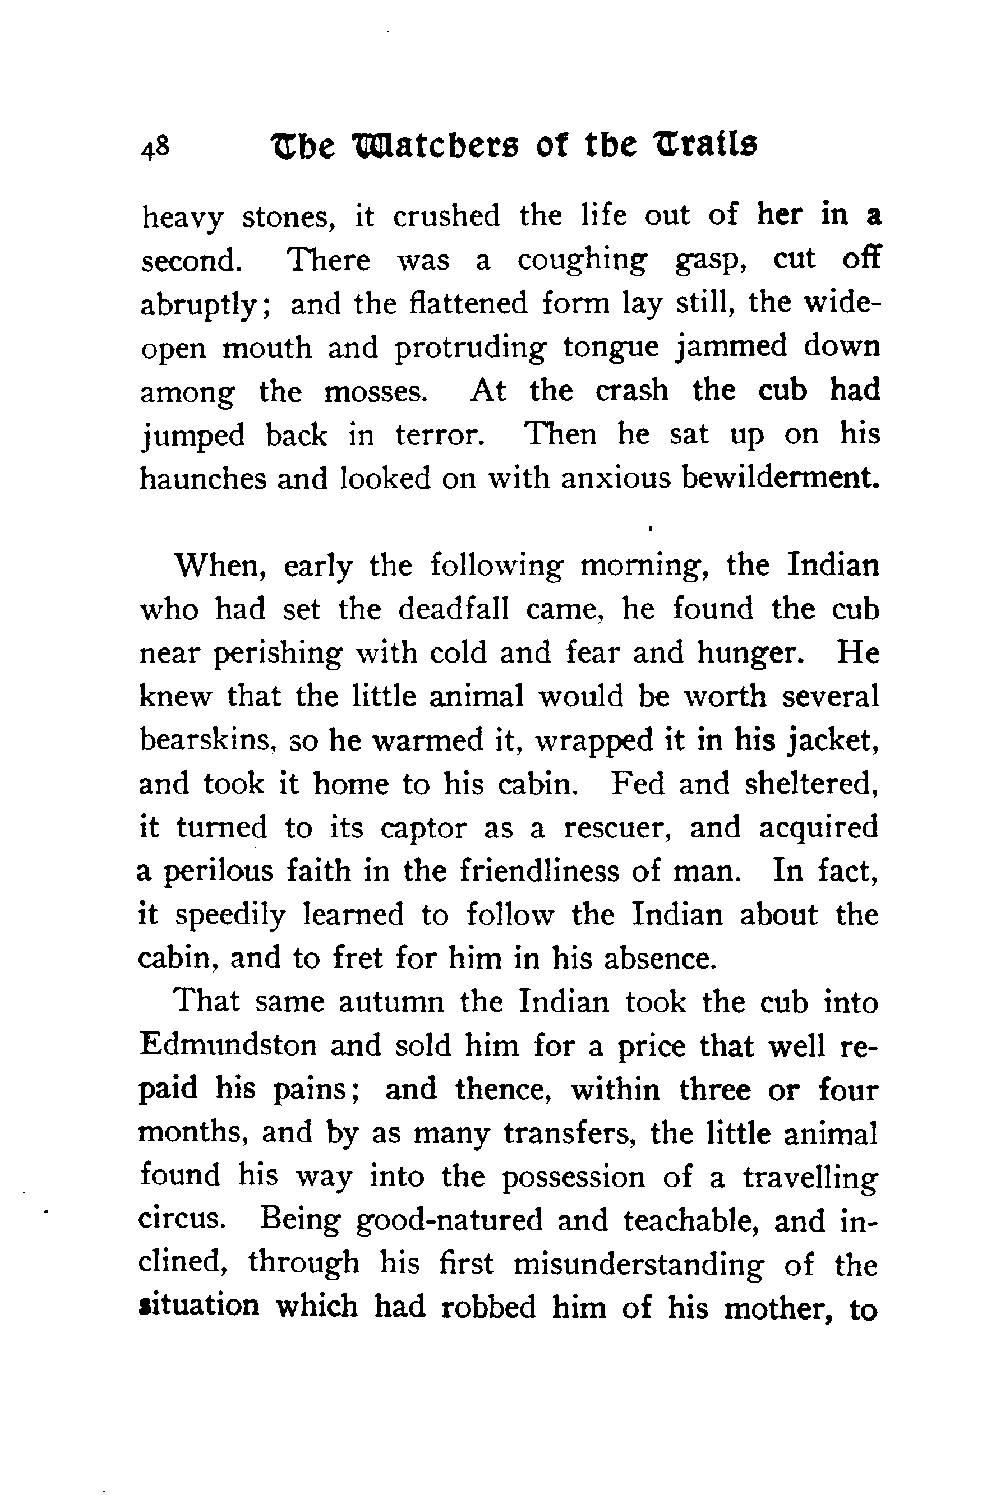 48 The Watchers of the Trails
heavy stones, it crushed the life out of her in a
second. There was a coughing gasp, cut off
abruptly; and the flattened form lay still, the wide-
open mouth and protruding tongue jammed down
among the mosses. At the crash the cub had
jumped back in terror. Then he sat up on his
haunches and looked on with anxious bewilderment.
When, early the following morning, the Indian
who had set the deadfall came, he found the cub
near perishing with cold and fear and hunger. He
knew that the little animal would be worth several
bearskins, so he warmed it, wrapped it in his jacket,
and took it home to his cabin. Fed and sheltered,
it turned to its captor as a rescuer, and acquired
a perilous faith in the friendliness of man. In fact,
it speedily learned to follow the Indian about the
cabin, and to fret for him in his absence.
That same autumn the Indian took the cub into
Edmundston and sold him for a price that well re-
paid his pains; and thence, within three or four
months, and by as many transfers, the little animal
found his way into the possession of a travelling
circus. Being good-natured and teachable, and in-
clined, through his first misunderstanding of the
situation which had robbed him of his mother, to